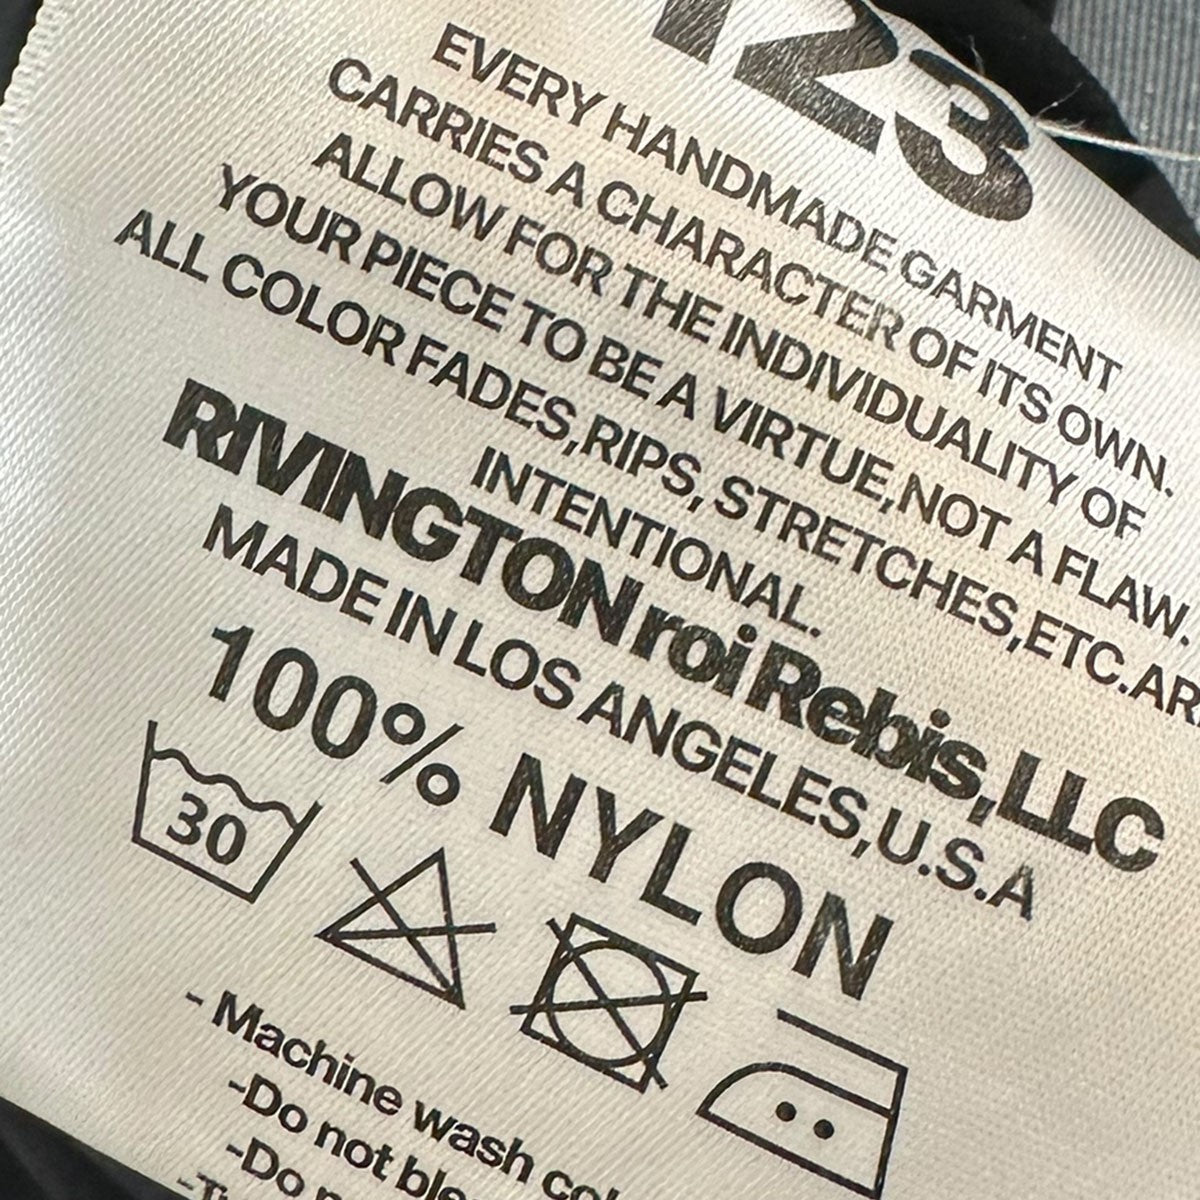 123
EVERY HANDMADE GARMENT
CARRIES A CHARACTER OF ITS OWN.
ALLOW FOR THE INDIVIDUALITY OF
YOUR PIECE TO BE A VIRTUE,NOT A FLAW.
ALL COLOR FADES,RIPS, STRETCHES,ETC.AR
INTENTIONAL.
RIVINGTON roi Rebis,LLC
MADE IN LOS ANGELES,U.S.A
100% NYLON
30
- Machine wash
-Do not
-Do